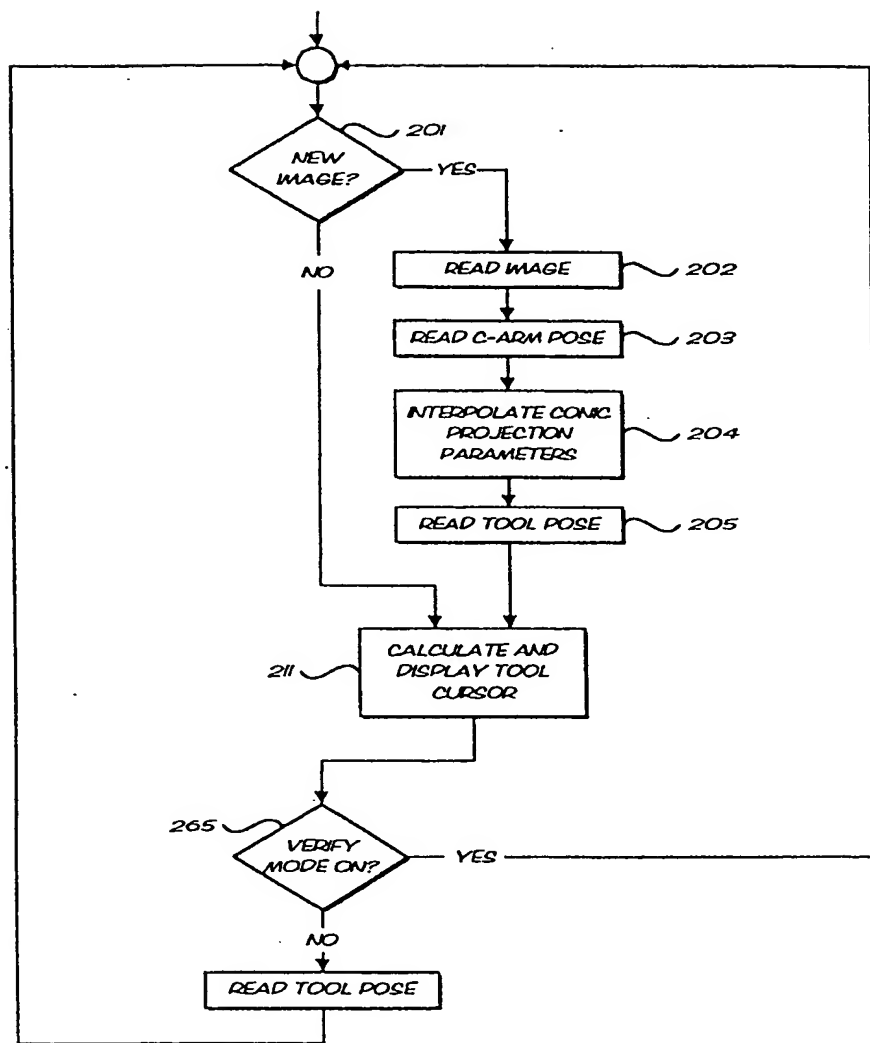 201
NEW
IMAGE?
YES
NO
READ IMAGE
202
READ C-ARM POSE
203
INTERPOLATE CONIC
PROJECTION
PARAMETERS
204
READ TOOL POSE
205
CALCULATE AND
DISPLAY TOOL
CURSOR
211
265
VERIFY
MODE ON?
YES
NO
READ TOOL POSE